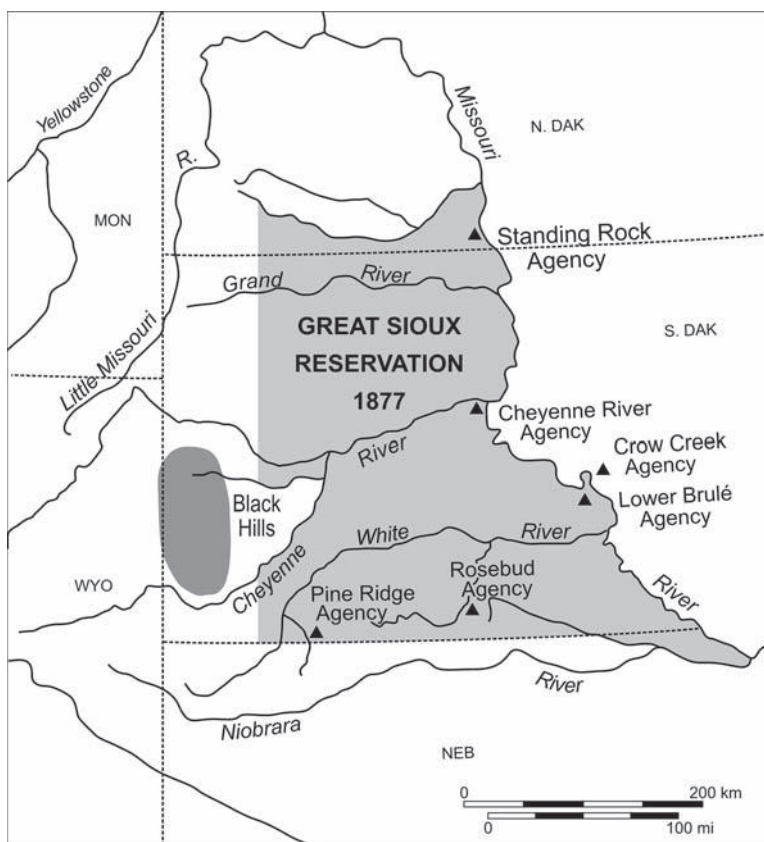 Yellowstone
Missouri
N. DAK
R.
MON
Standing Rock
Agency
Grand
River
GREAT SIOUX
RESERVATION
1877
S. DAK
Little Missouri
Cheyenne River
Agency
River
Crow Creek
Agency
Black
Hills
Lower Brulé
Agency
White
River
Cheyenne
WYO
Pine Ridge
Agency
Rosebud
Agency
River
Niobrara
River
NEB
0 200 km
0 100 mi